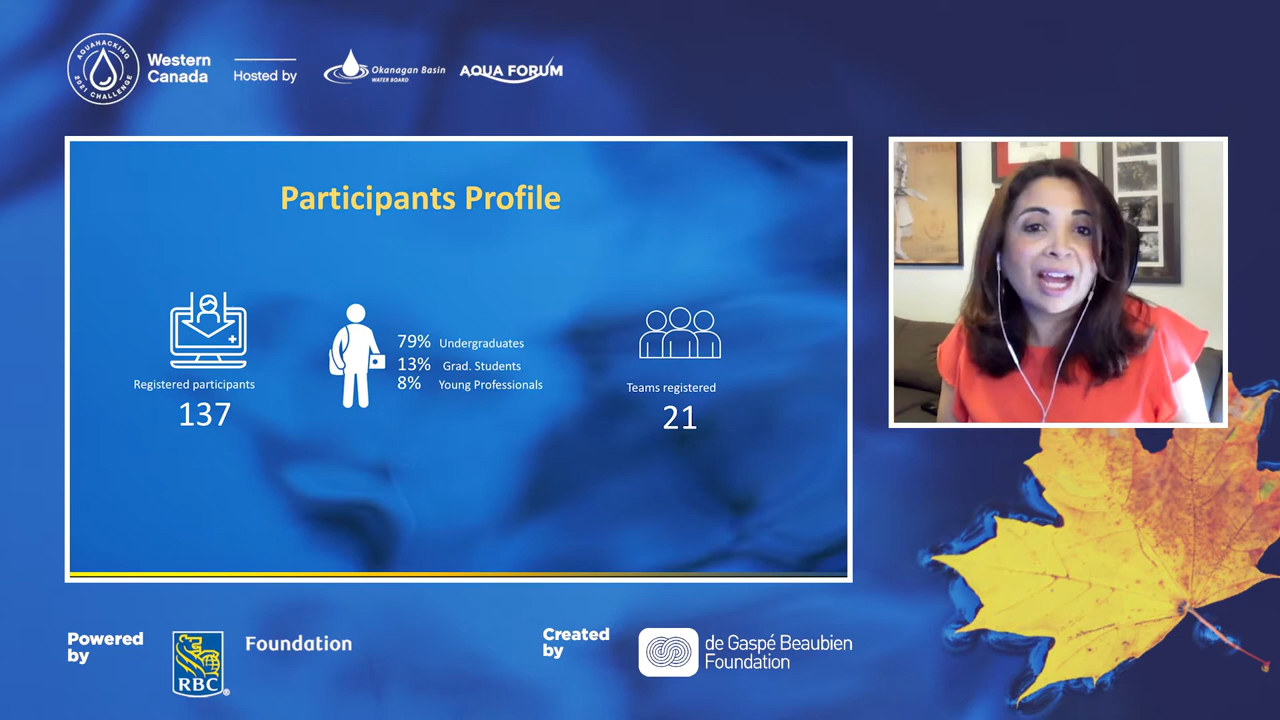 AQUAHACKING
2021 CHALLENGE
Western
Canada
Hosted by
Okanagan Basin
WATER BOARD
AQUA FORUM
Participants Profile
79% Undergraduates
13% Grad. Students
8% Young Professionals
Registered participants
137
Teams registered
21
Powered
by
RBC
®
Foundation
Created
by
de Gaspé Beaubien
Foundation